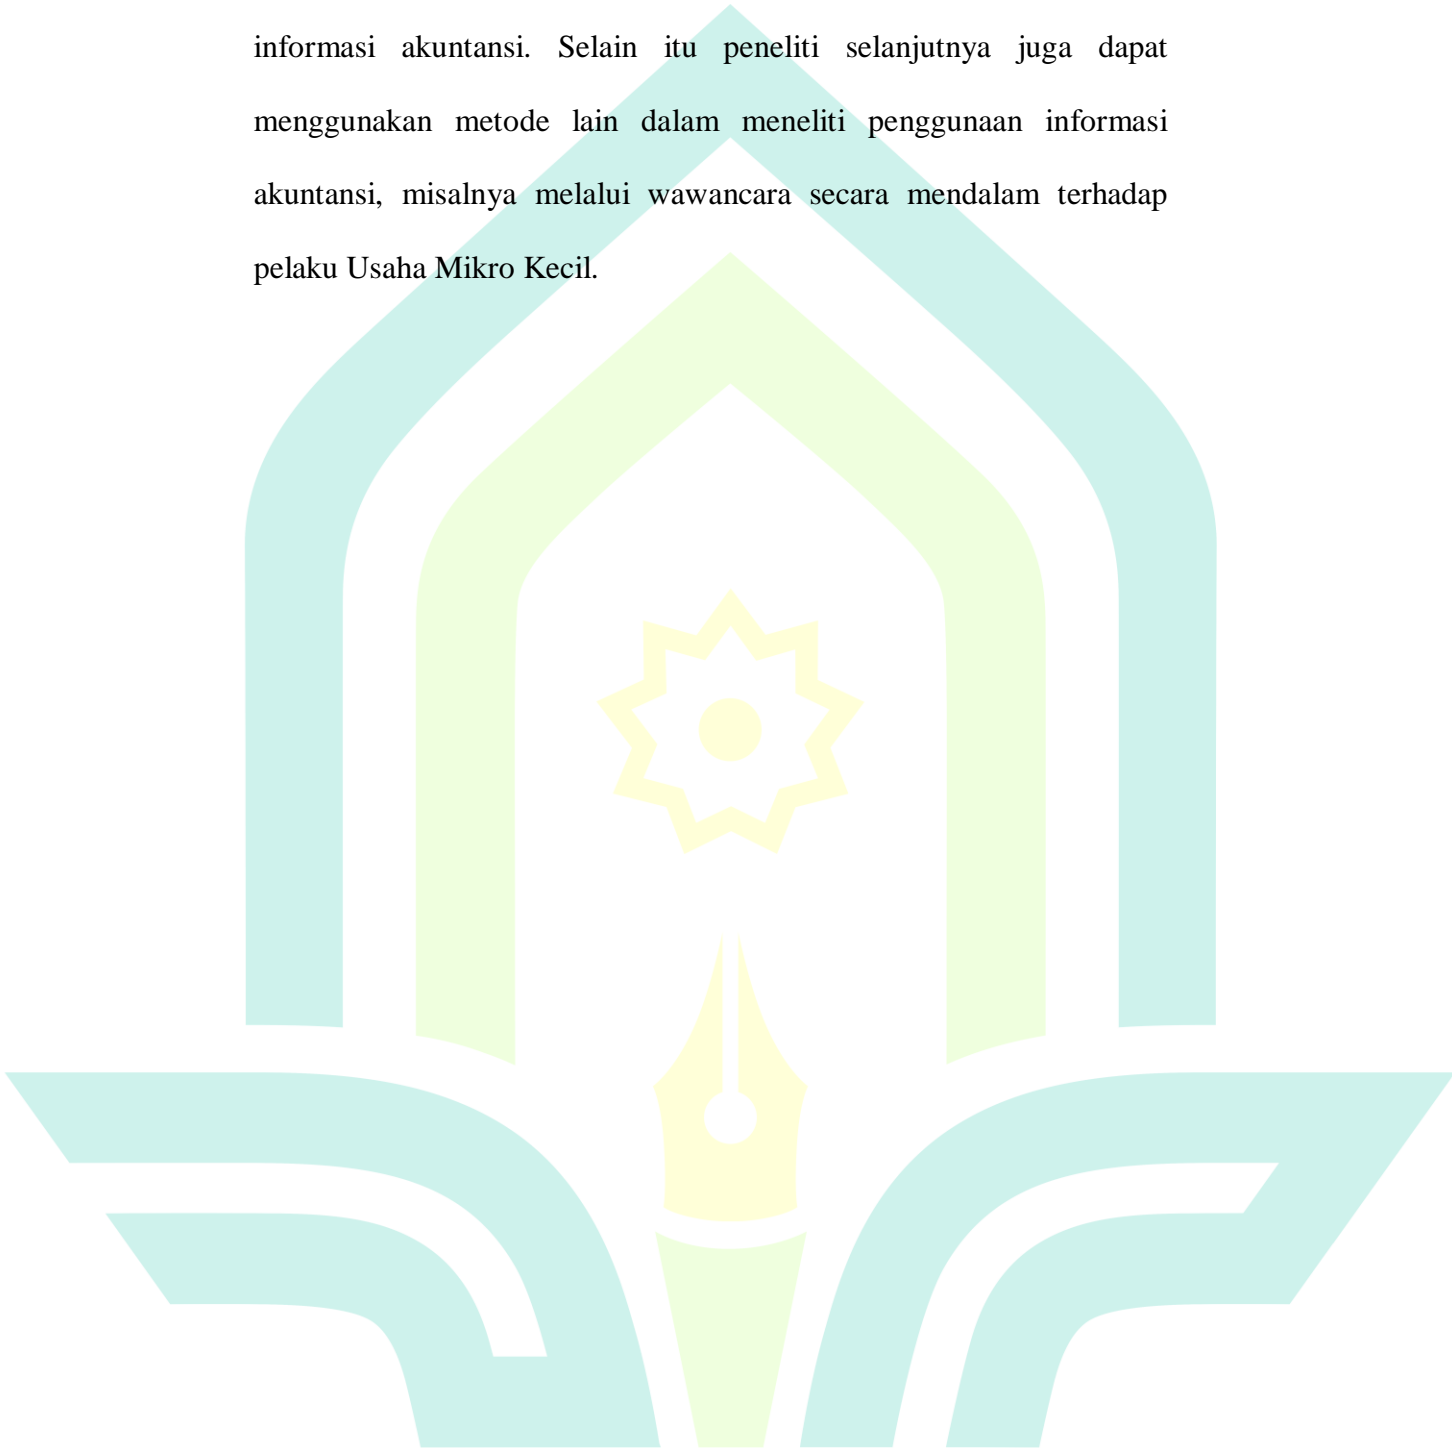 informasi akuntansi. Selain itu peneliti selanjutnya juga dapat
menggunakan metode lain dalam meneliti penggunaan informasi
akuntansi, misalnya melalui wawancara secara mendalam terhadap
pelaku Usaha Mikro Kecil.